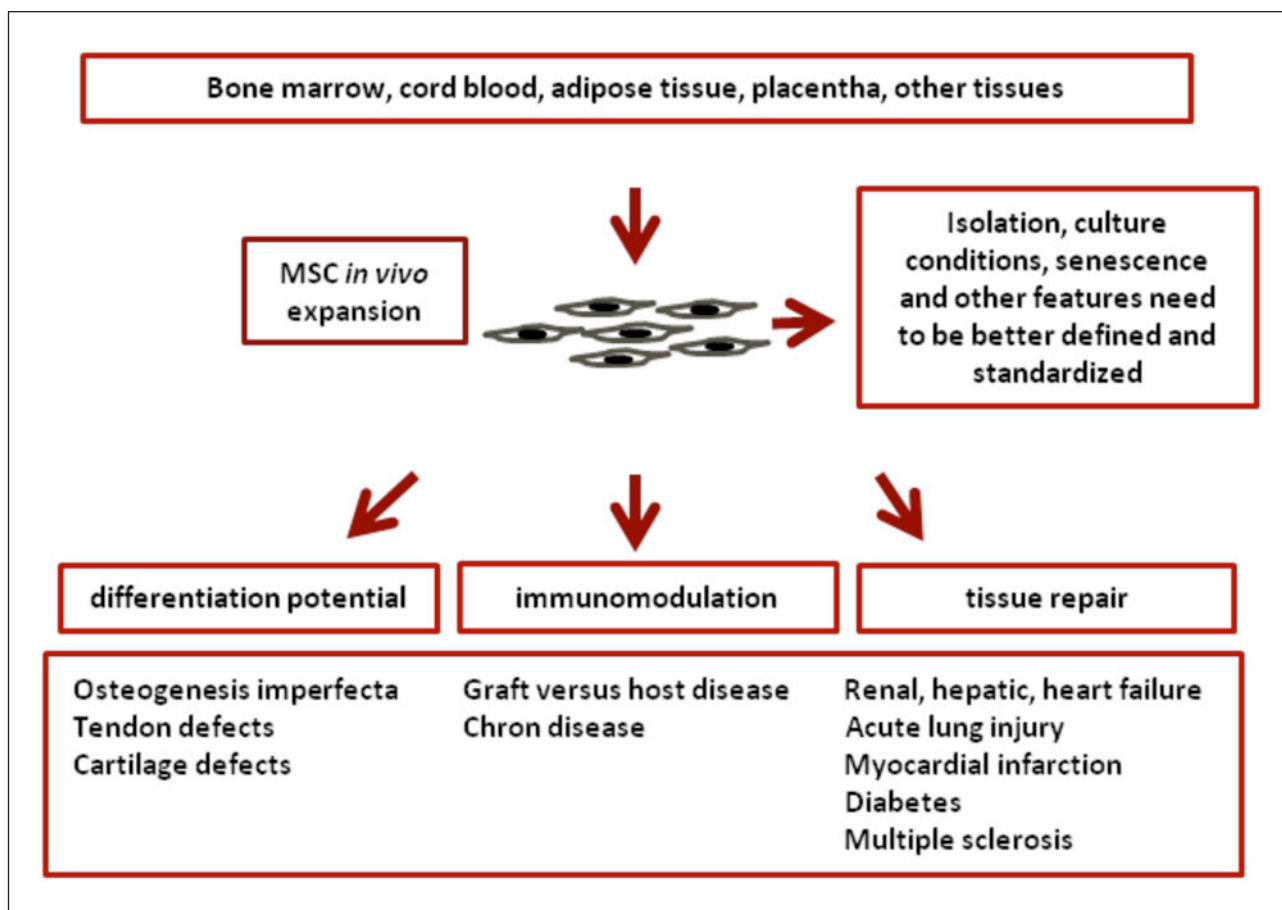 Bone marrow, cord blood, adipose tissue, placentha, other tissues
MSC in vivo
expansion
Isolation, culture
conditions, senescence
and other features need
to be better defined and
standardized
differentiation potential
immunomodulation
tissue repair
Osteogenesis imperfecta
Tendon defects
Cartilage defects
Graft versus host disease
Chron disease
Renal, hepatic, heart failure
Acute lung injury
Myocardial infarction
Diabetes
Multiple sclerosis